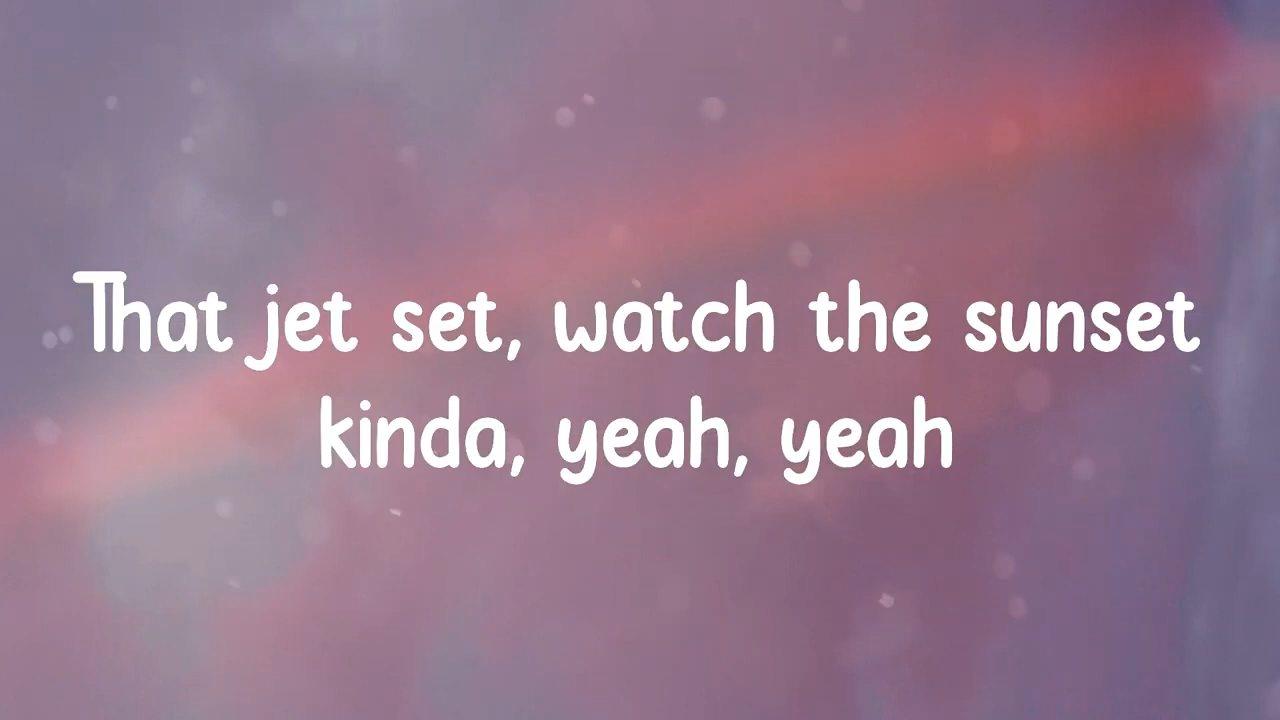 That jet set, watch the sunset
kinda, yeah, yeah